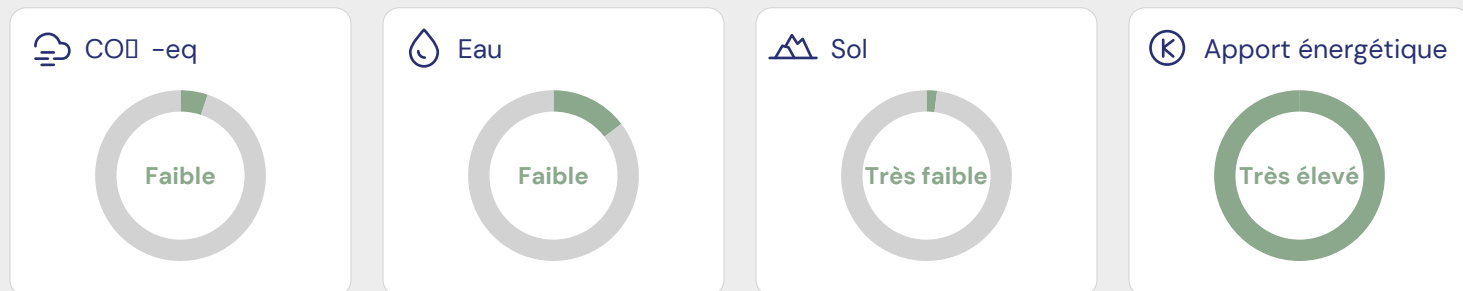 CO▯ -eq
Eau
Sol
Apport énergétique
Faible
Faible
Très faible
Très élevé